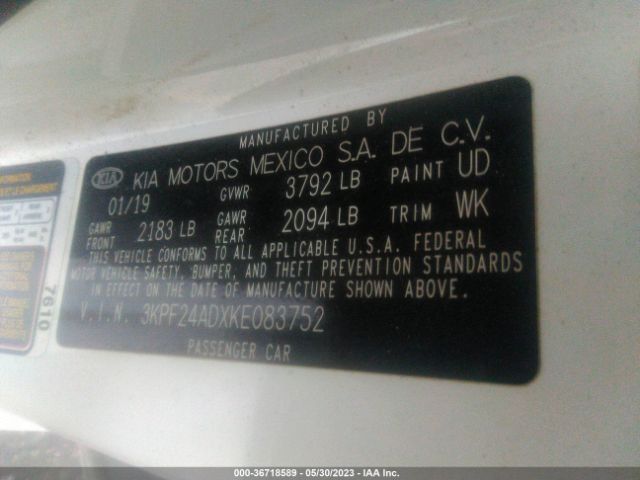 MANUFACTURED BY
KIA KIA MOTORS MEXICO S.A. DE C.V.
01/19 GVWR 3792 LB PAINT UD
GAWR FRONT 2183 LB GAWR REAR 2094 LB TRIM WK
THIS VEHICLE CONFORMS TO ALL APPLICABLE U.S.A. FEDERAL
MOTOR VEHICLE SAFETY, BUMPER, AND THEFT PREVENTION STANDARDS
IN EFFECT ON THE DATE OF MANUFACTURE SHOWN ABOVE.
V.I.N. 3KPF24ADXKE083752
PASSENGER CAR
7610
000-36718589 - 05/30/2023 - IAA Inc.